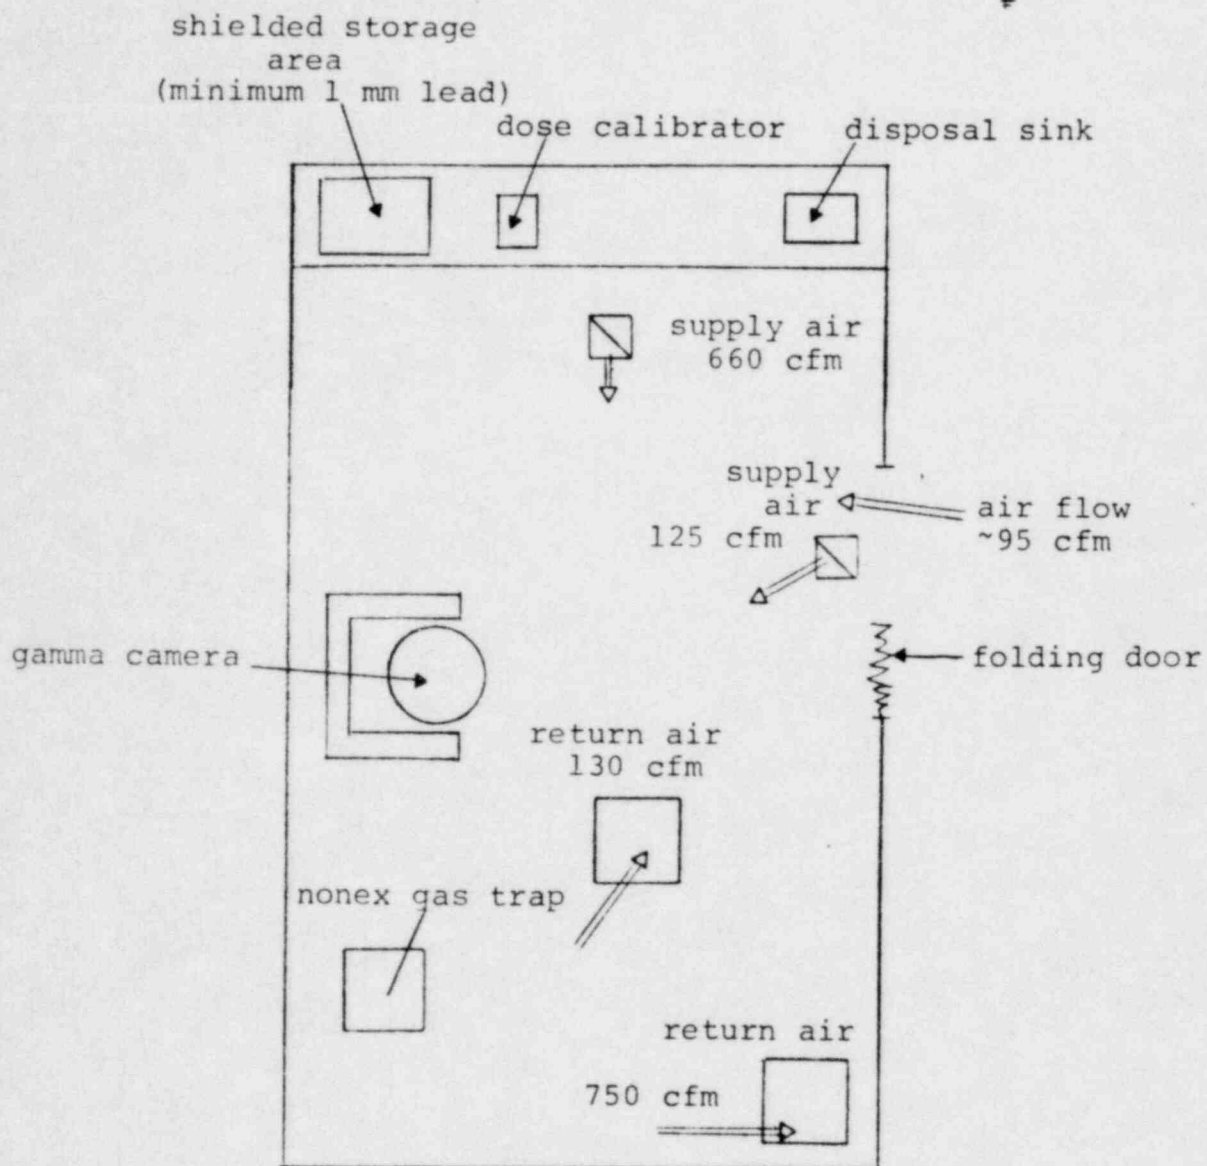 shielded storage
area
(minimum 1 mm lead)
dose calibrator
disposal sink
supply air
660 cfm
supply
air
125 cfm
air flow
~95 cfm
gamma camera
folding door
return air
130 cfm
nonex gas trap
return air
750 cfm